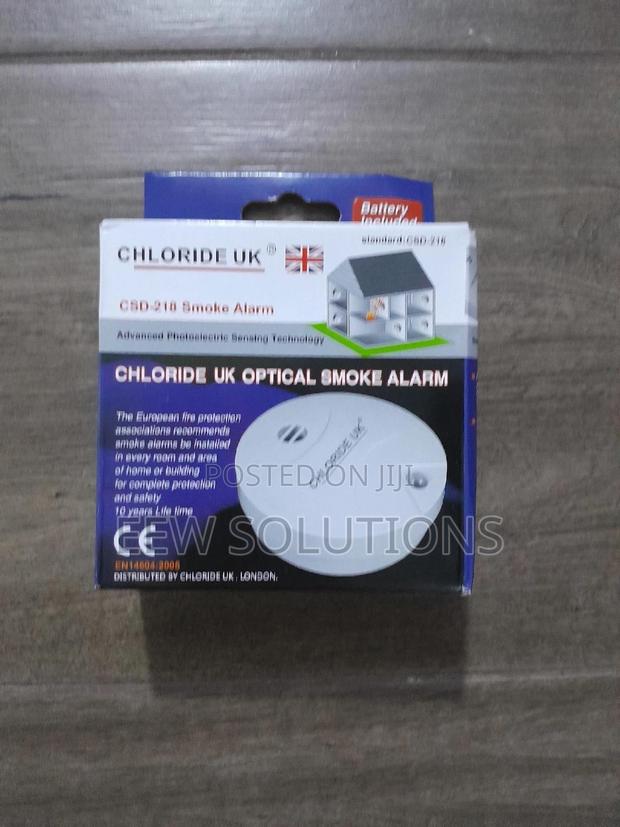 Battery
Included
standard:CSD-218
CHLORIDE UK ®
CSD-218 Smoke Alarm
Advanced Photoelectric Sensing Technology
CHLORIDE UK OPTICAL SMOKE ALARM
The European fire protection
associations recommends
smoke alarms be installed
in every room and area
of home or building
for complete protection
and safety
10 years Life time
CHLORIDE UK
POSTED ON JIJI
EEW SOLUTIONS
CE
EN14604:2005
DISTRIBUTED BY CHLORIDE UK . LONDON.